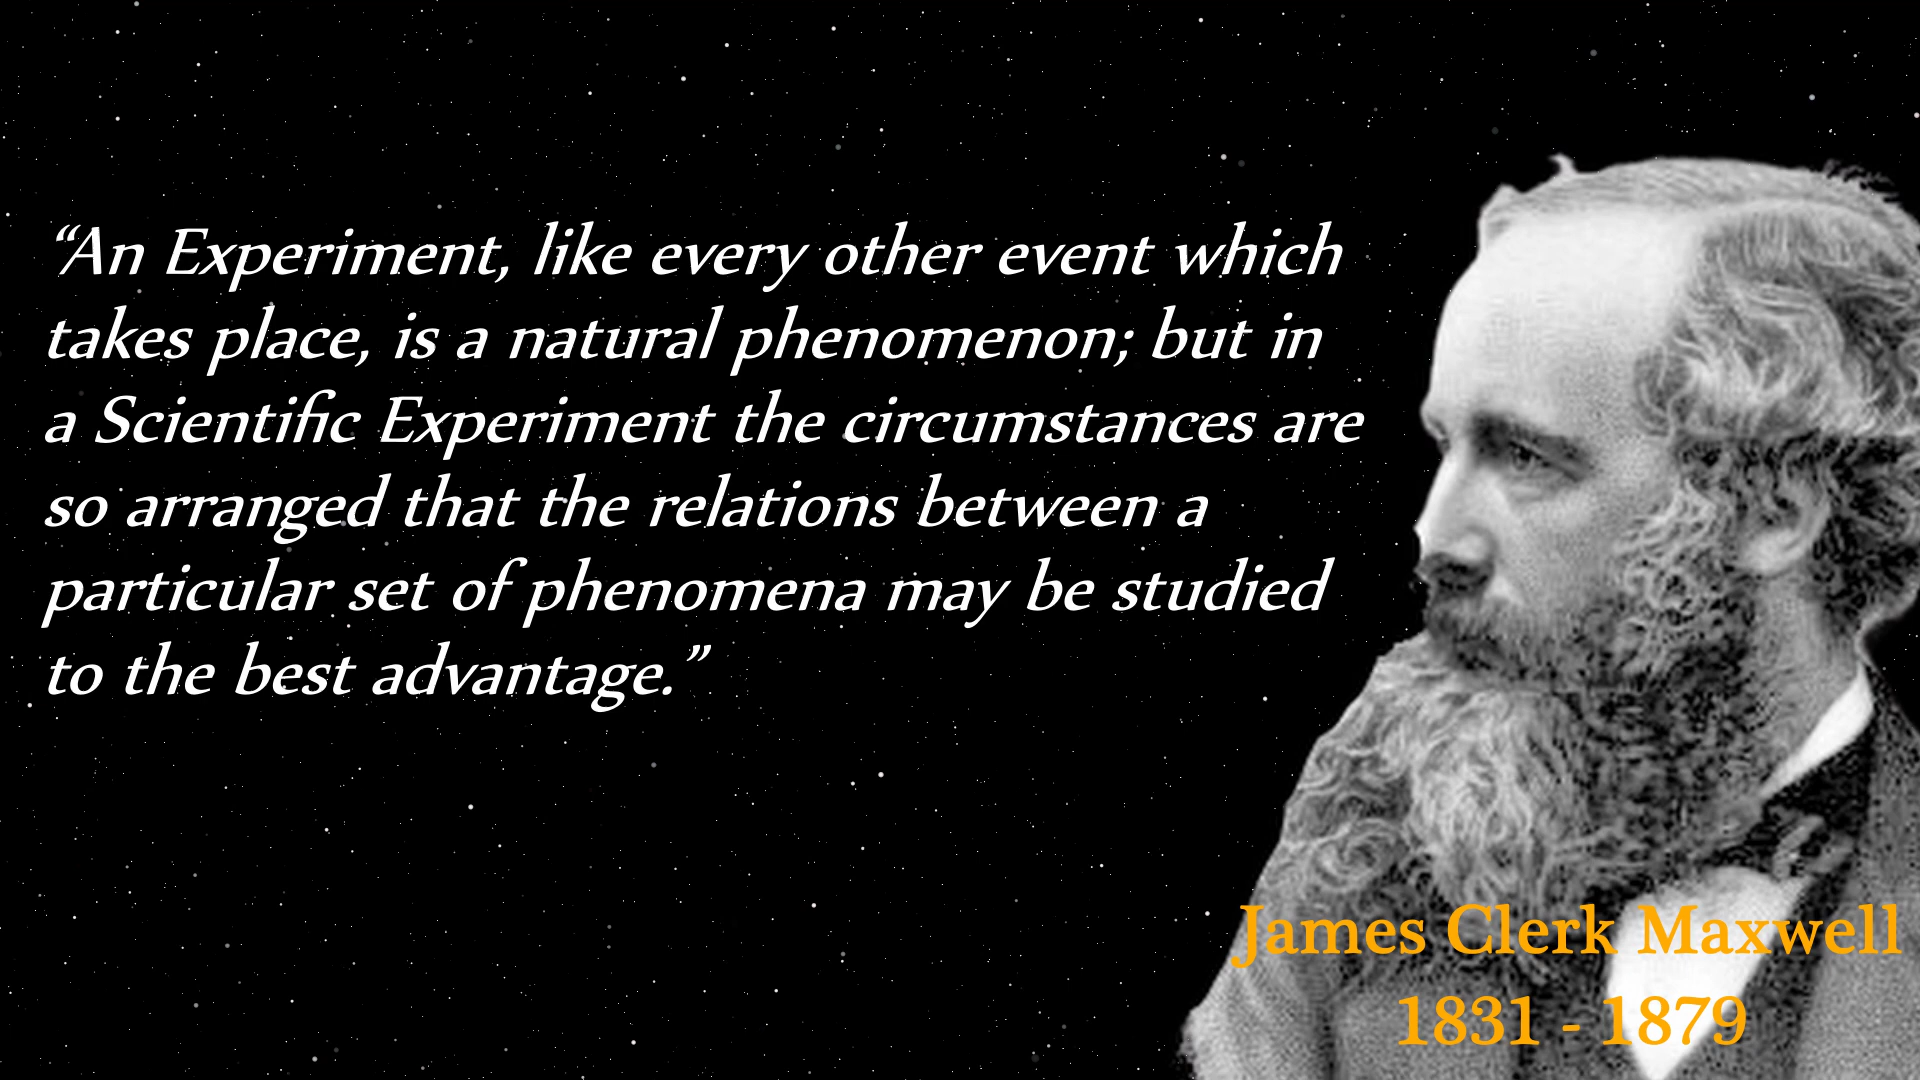 “An Experiment, like every other event which
takes place, is a natural phenomenon; but in
a Scientific Experiment the circumstances are
so arranged that the relations between a
particular set of phenomena may be studied
to the best advantage.”
James Clerk Maxwell
1831 - 1879